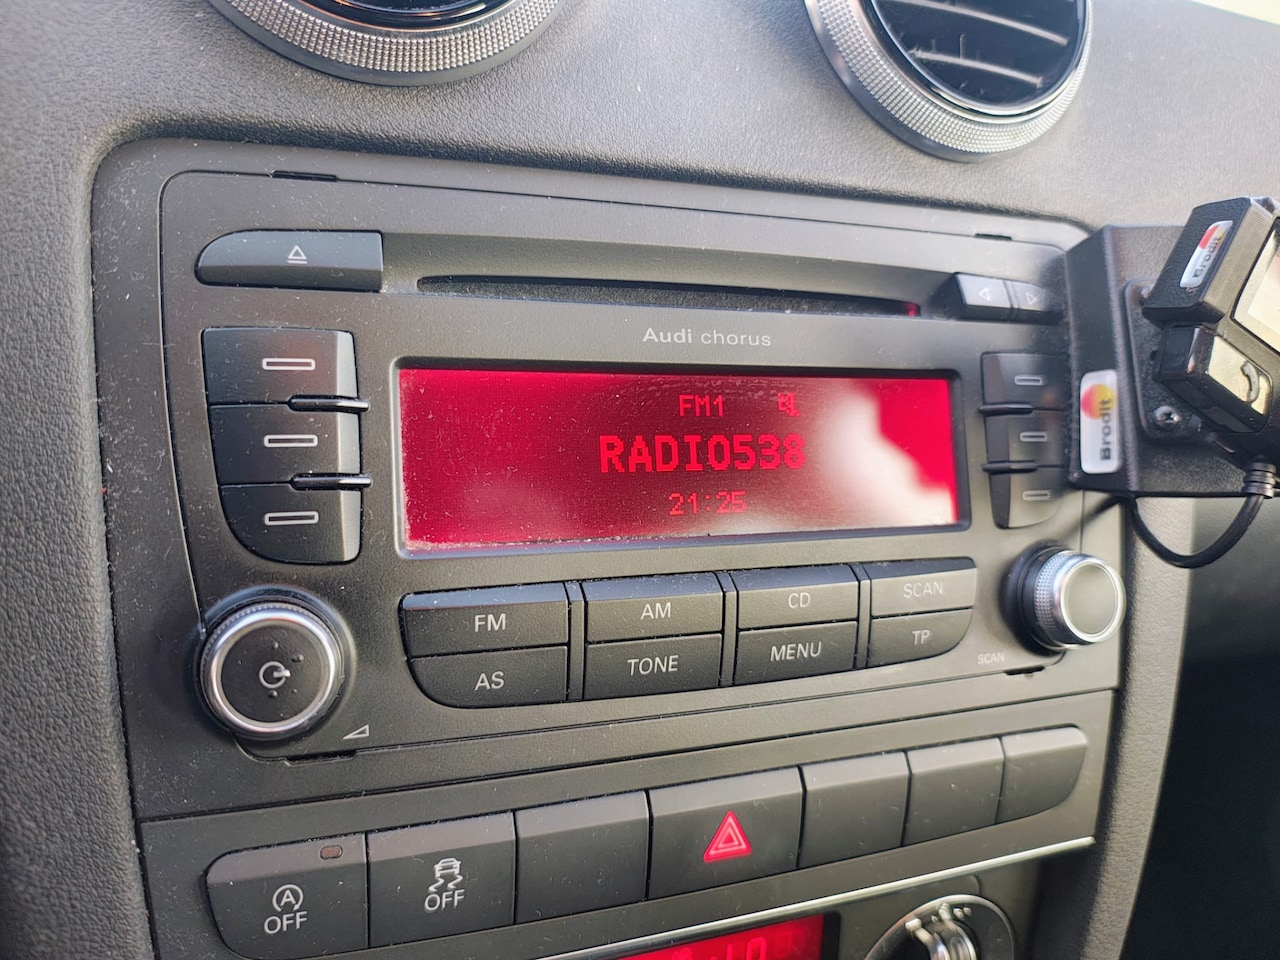 Audi chorus
FM1
RADIO538
21:25
FM
AM
CD
SCAN
AS
TONE
MENU
TP
SCAN
A
OFF
OFF
Brodit
Brodit